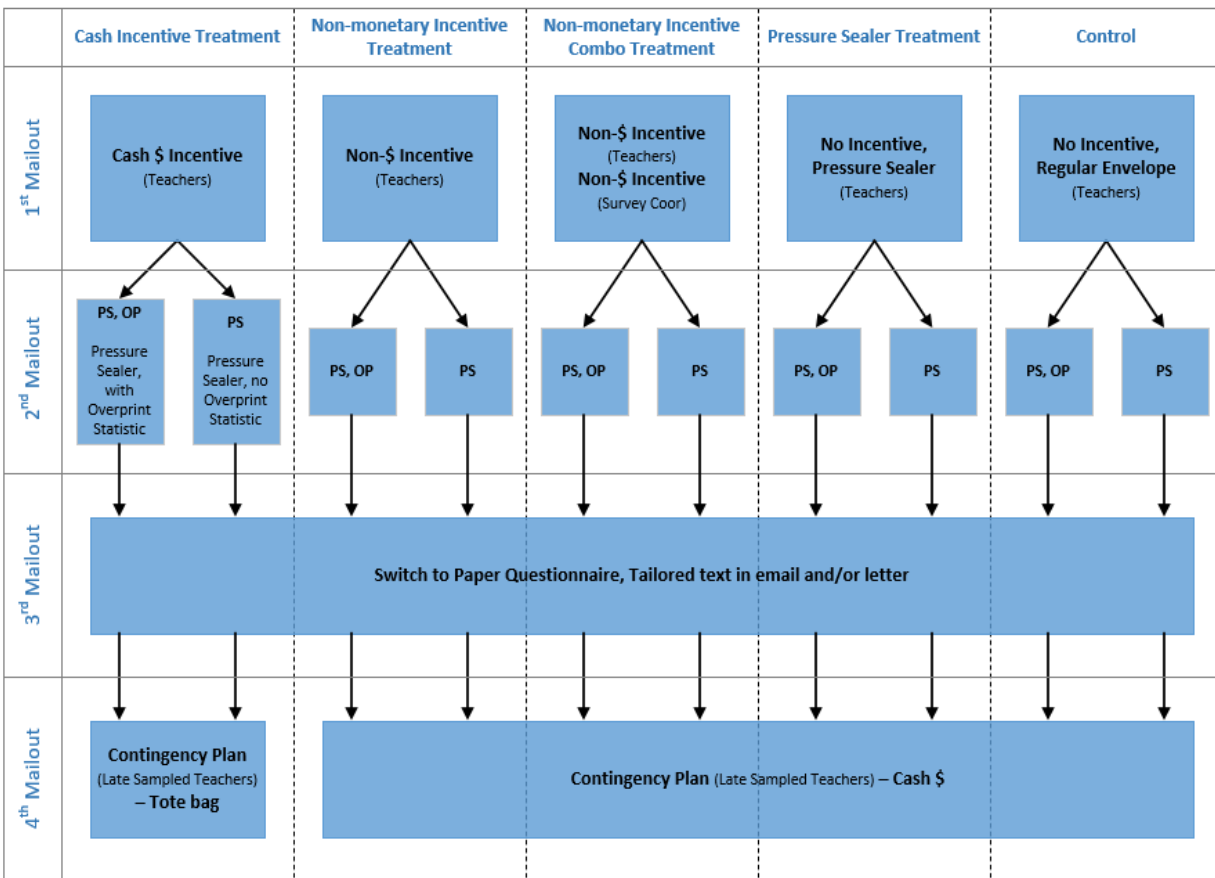 Cash Incentive Treatment
Non-monetary Incentive
Treatment
Non-monetary Incentive
Combo Treatment
Pressure Sealer Treatment
Control
1st Mailout
Cash $ Incentive
(Teachers)
Non-$ Incentive
(Teachers)
Non-$ Incentive
(Teachers)
Non-$ Incentive
(Survey Coor)
No Incentive,
Pressure Sealer
(Teachers)
No Incentive,
Regular Envelope
(Teachers)
2nd Mailout
PS, OP
Pressure
Sealer,
with
Overprint
Statistic
PS
Pressure
Sealer, no
Overprint
Statistic
PS, OP
PS
PS, OP
PS
PS, OP
PS
PS, OP
PS
3rd Mailout
Switch to Paper Questionnaire, Tailored text in email and/or letter
4th Mailout
Contingency Plan
(Late Sampled Teachers)
– Tote bag
Contingency Plan (Late Sampled Teachers) – Cash $